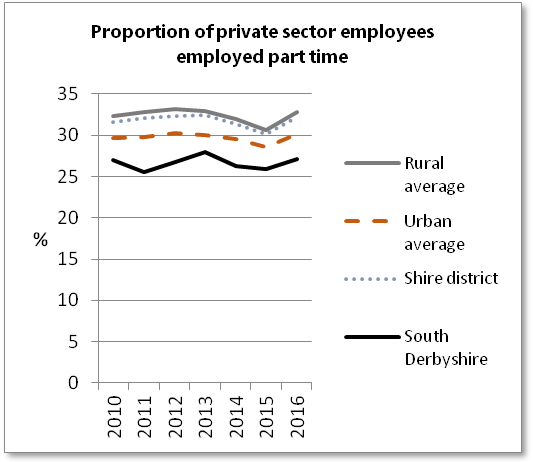 Proportion of private sector employees
employed part time
35
30
25
20
15
10
5
0
%
2010
2011
2012
2013
2014
2015
2016
Rural
average
Urban
average
Shire district
South
Derbyshire